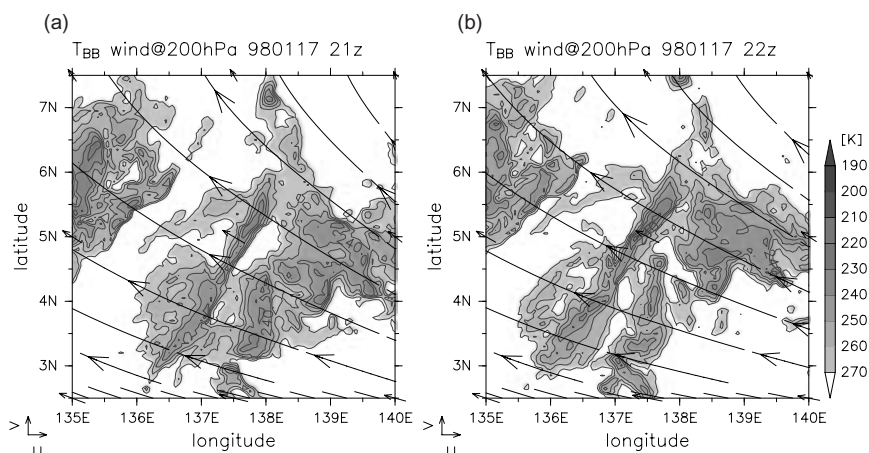 (a)
T_BB wind@200hPa 980117 21z
7N
6N
5N
4N
3N
latitude
135E 136E 137E 138E 139E 140E
longitude
V
U
(b)
T_BB wind@200hPa 980117 22z
7N
6N
5N
4N
3N
latitude
135E 136E 137E 138E 139E 140E
longitude
V
U
[K]
190
200
210
220
230
240
250
260
270